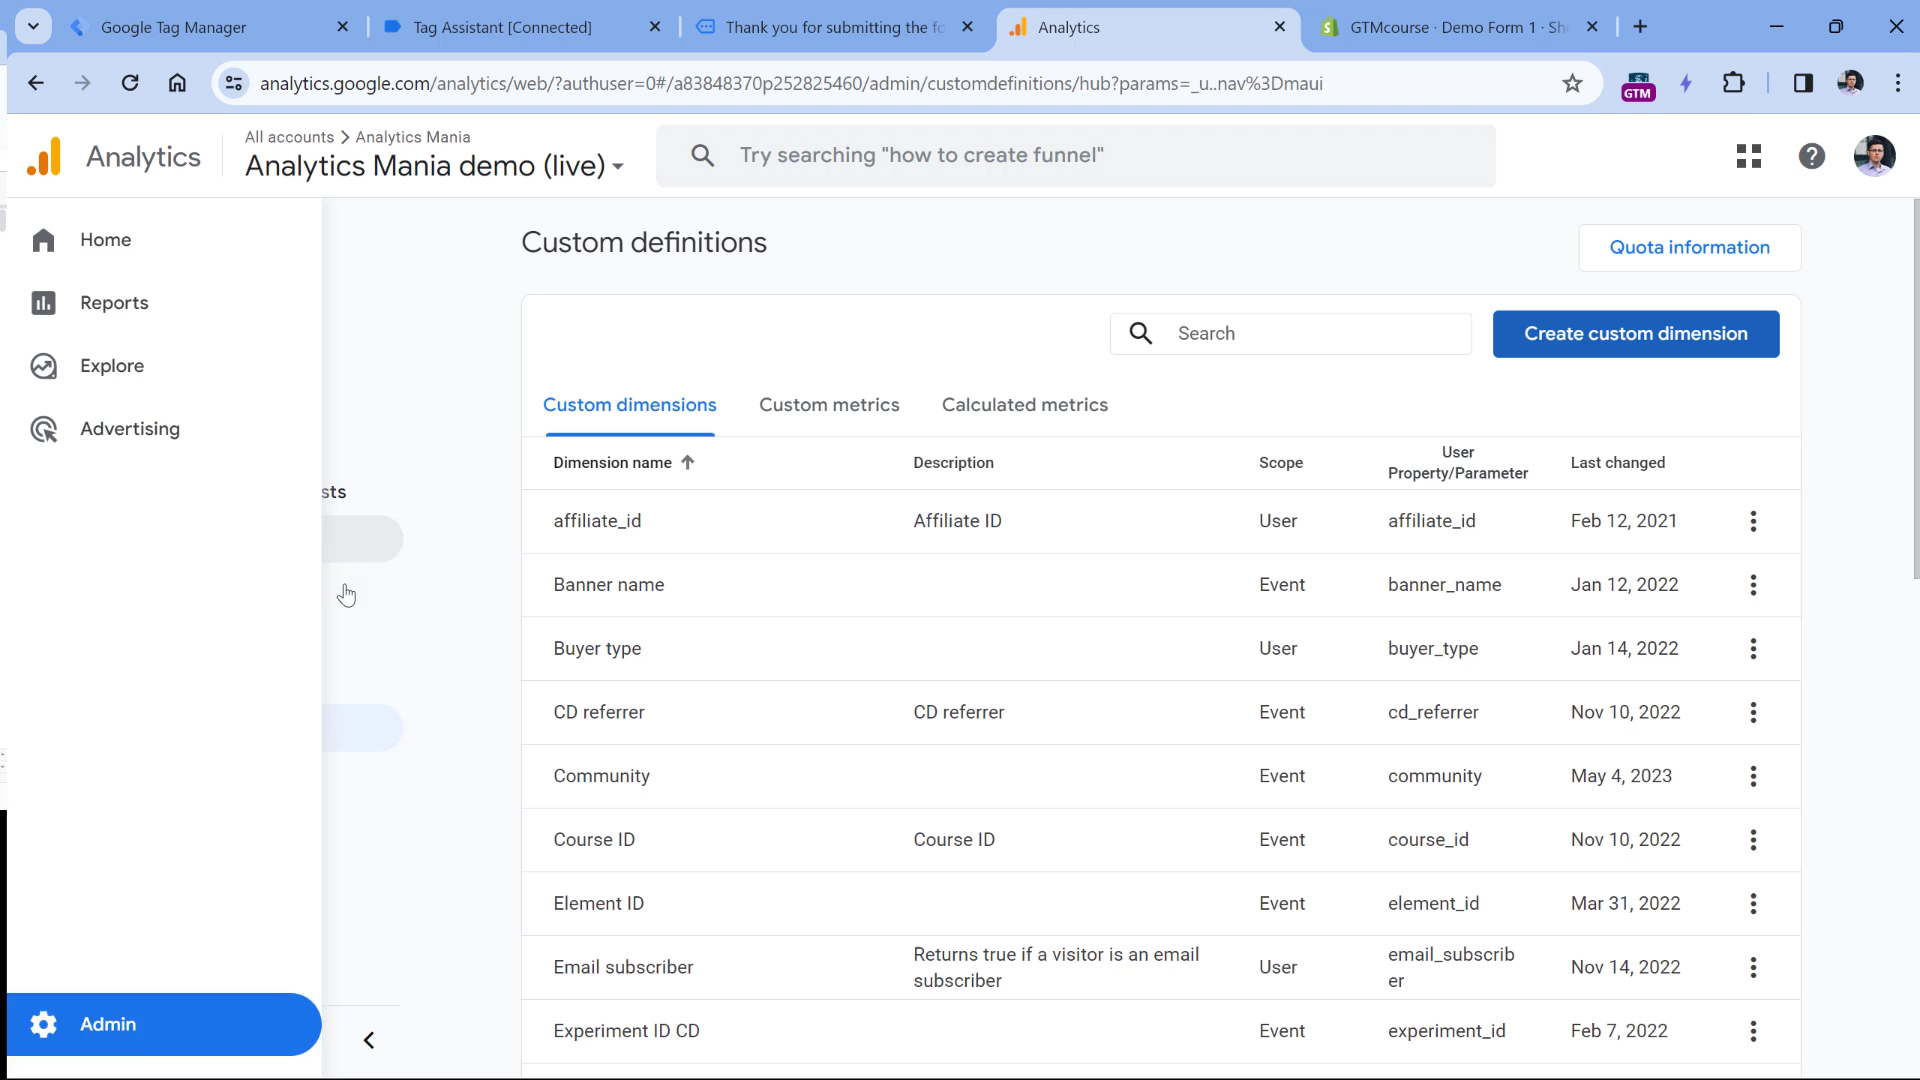 Google Tag Manager
Tag Assistant [Connected]
Thank you for submitting the fo
Analytics
GTMcourse · Demo Form 1 · Sh
analytics.google.com/analytics/web/?authuser=0#/a83848370p252825460/admin/customdefinitions/hub?params=_u..nav%3Dmaui
GTM
Analytics
All accounts > Analytics Mania
Analytics Mania demo (live)
Try searching "how to create funnel"
Home
Reports
Explore
Advertising
sts
Admin
Custom definitions
Quota information
Search
Create custom dimension
Custom dimensions Custom metrics Calculated metrics
Dimension name Description Scope User Property/Parameter Last changed
affiliate_id Affiliate ID User affiliate_id Feb 12, 2021
Banner name Event banner_name Jan 12, 2022
Buyer type User buyer_type Jan 14, 2022
CD referrer CD referrer Event cd_referrer Nov 10, 2022
Community Event community May 4, 2023
Course ID Course ID Event course_id Nov 10, 2022
Element ID Event element_id Mar 31, 2022
Email subscriber Returns true if a visitor is an email subscriber User email_subscriber Nov 14, 2022
Experiment ID CD Event experiment_id Feb 7, 2022